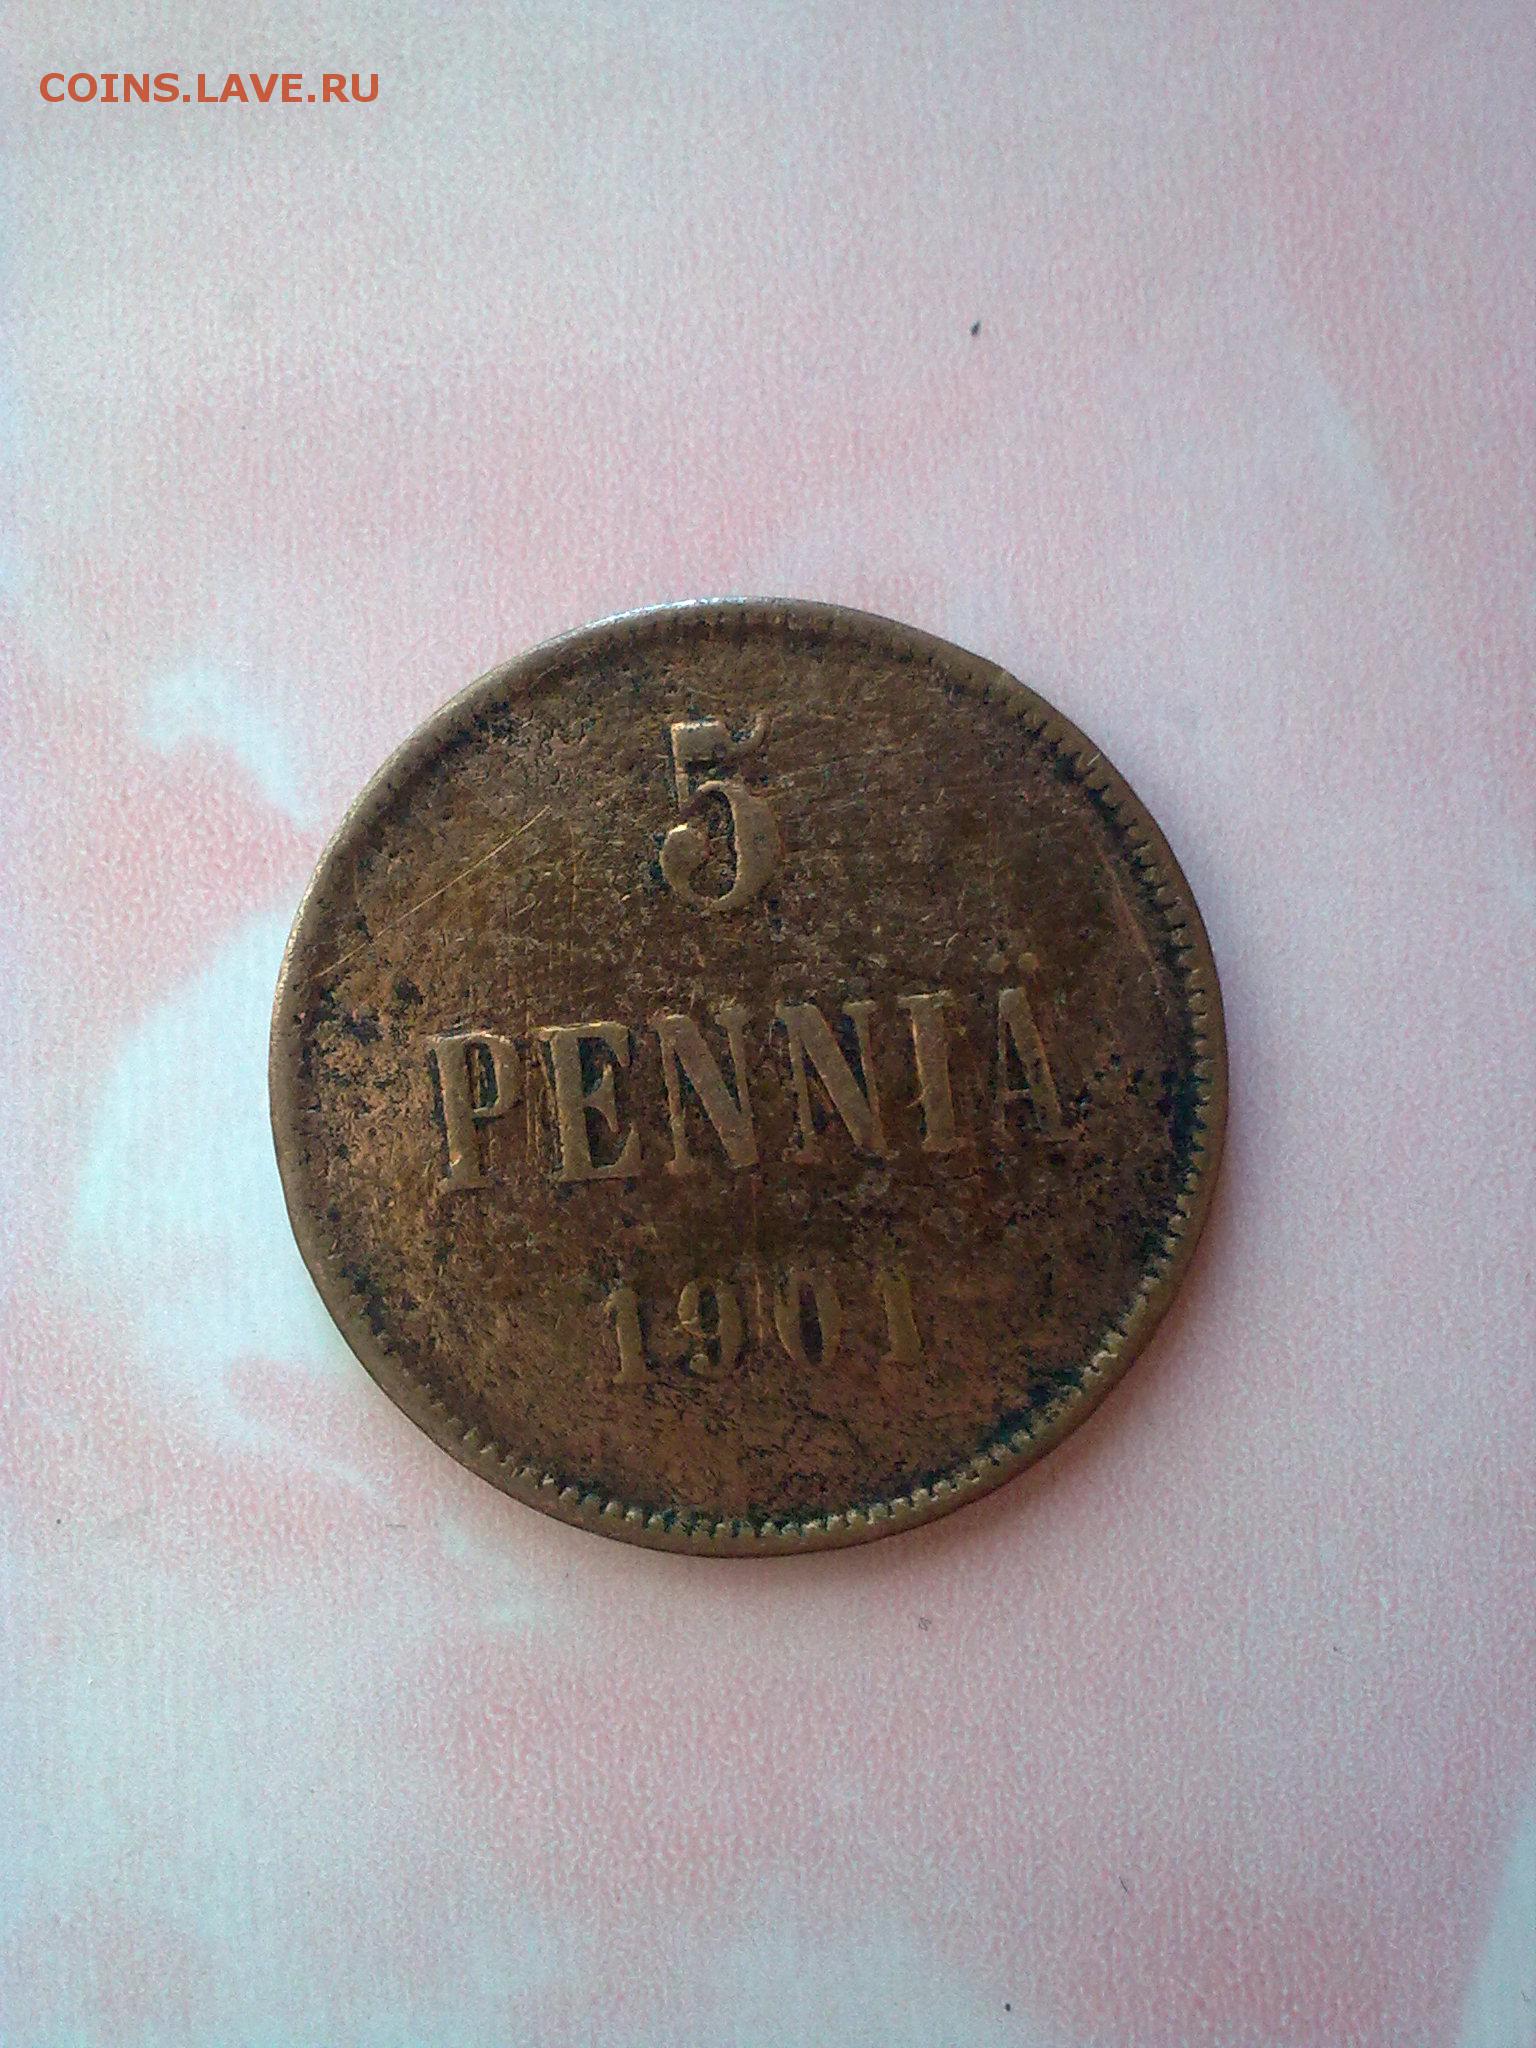 COINS.LAVE.RU
5
PENNIÄ
1901